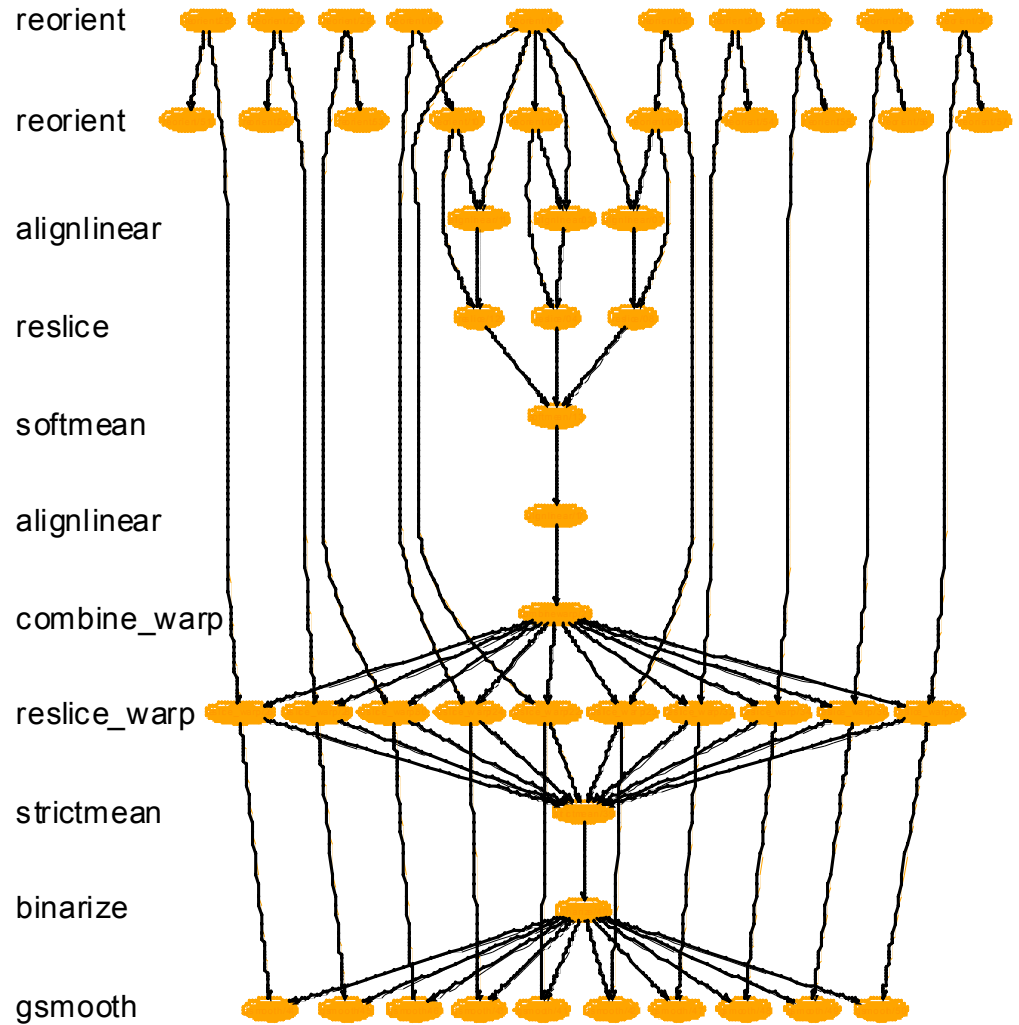 reorient
reorient
alignlinear
reslice
softmean
alignlinear
combine_warp
reslice_warp
strictmean
binarize
gsmooth